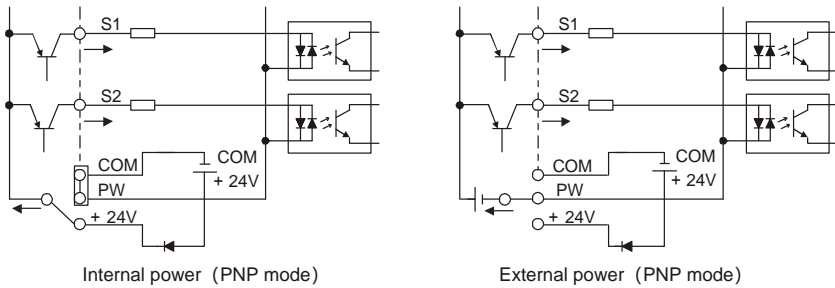 S1
S2
COM
COM
+ 24V
PW
+ 24V
Internal power (PNP mode)
S1
S2
COM
COM
+ 24V
PW
+ 24V
External power (PNP mode)